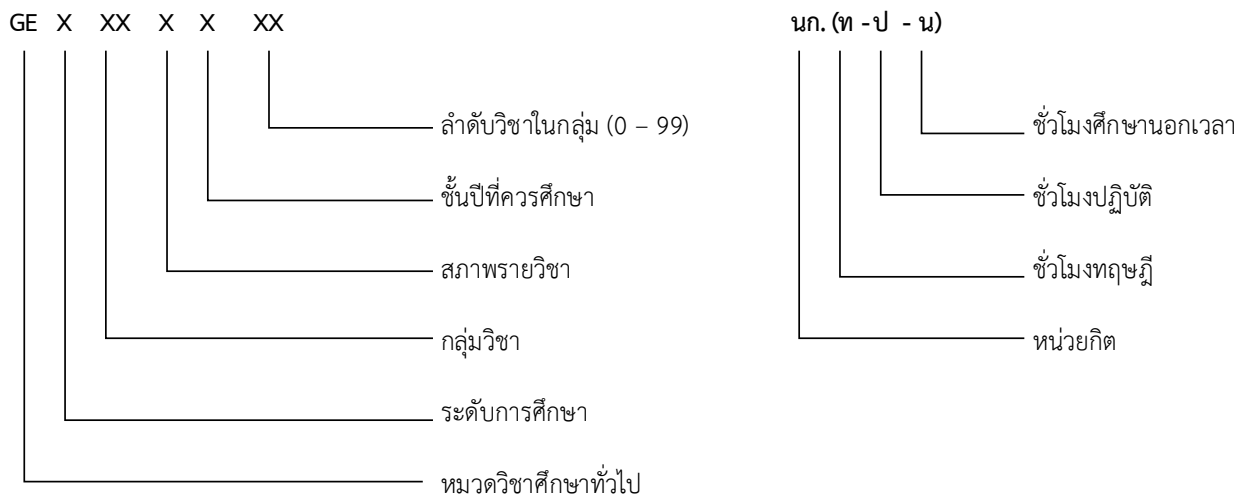 GE X XX X X XX นก. (ท - ป - น)
ลำดับวิชาในกลุ่ม (0 – 99) ชั่วโมงศึกษานอกเวลา
ชั้นปีที่ควรศึกษา ชั่วโมงปฏิบัติ
สภาพรายวิชา ชั่วโมงทฤษฎี
กลุ่มวิชา หน่วยกิต
ระดับการศึกษา
หมวดวิชาศึกษาทั่วไป